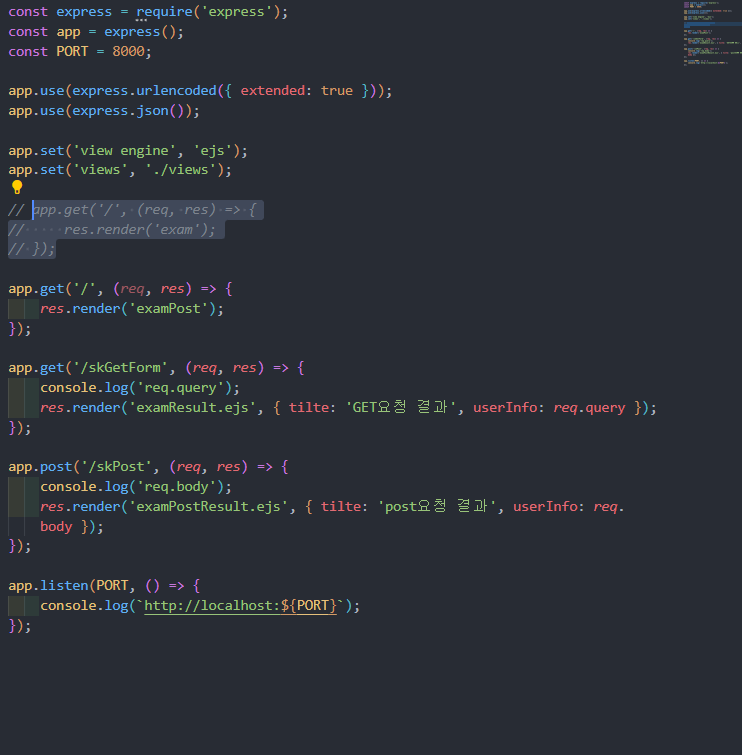 const express = require('express');
const app = express();
const PORT = 8000;
app.use(express.urlencoded({ extended: true }));
app.use(express.json());
app.set('view engine', 'ejs');
app.set('views', './views');
// app.get('/', (req, res) => {
//     res.render('exam');
// });
app.get('/', (req, res) => {
    res.render('examPost');
});
app.get('/skGetForm', (req, res) => {
    console.log('req.query');
    res.render('examResult.ejs', { tilte: 'GET요청 결과', userInfo: req.query });
});
app.post('/skPost', (req, res) => {
    console.log('req.body');
    res.render('examPostResult.ejs', { tilte: 'post요청 결과', userInfo: req.
    body });
});
app.listen(PORT, () => {
    console.log(`http://localhost:${PORT}`);
});